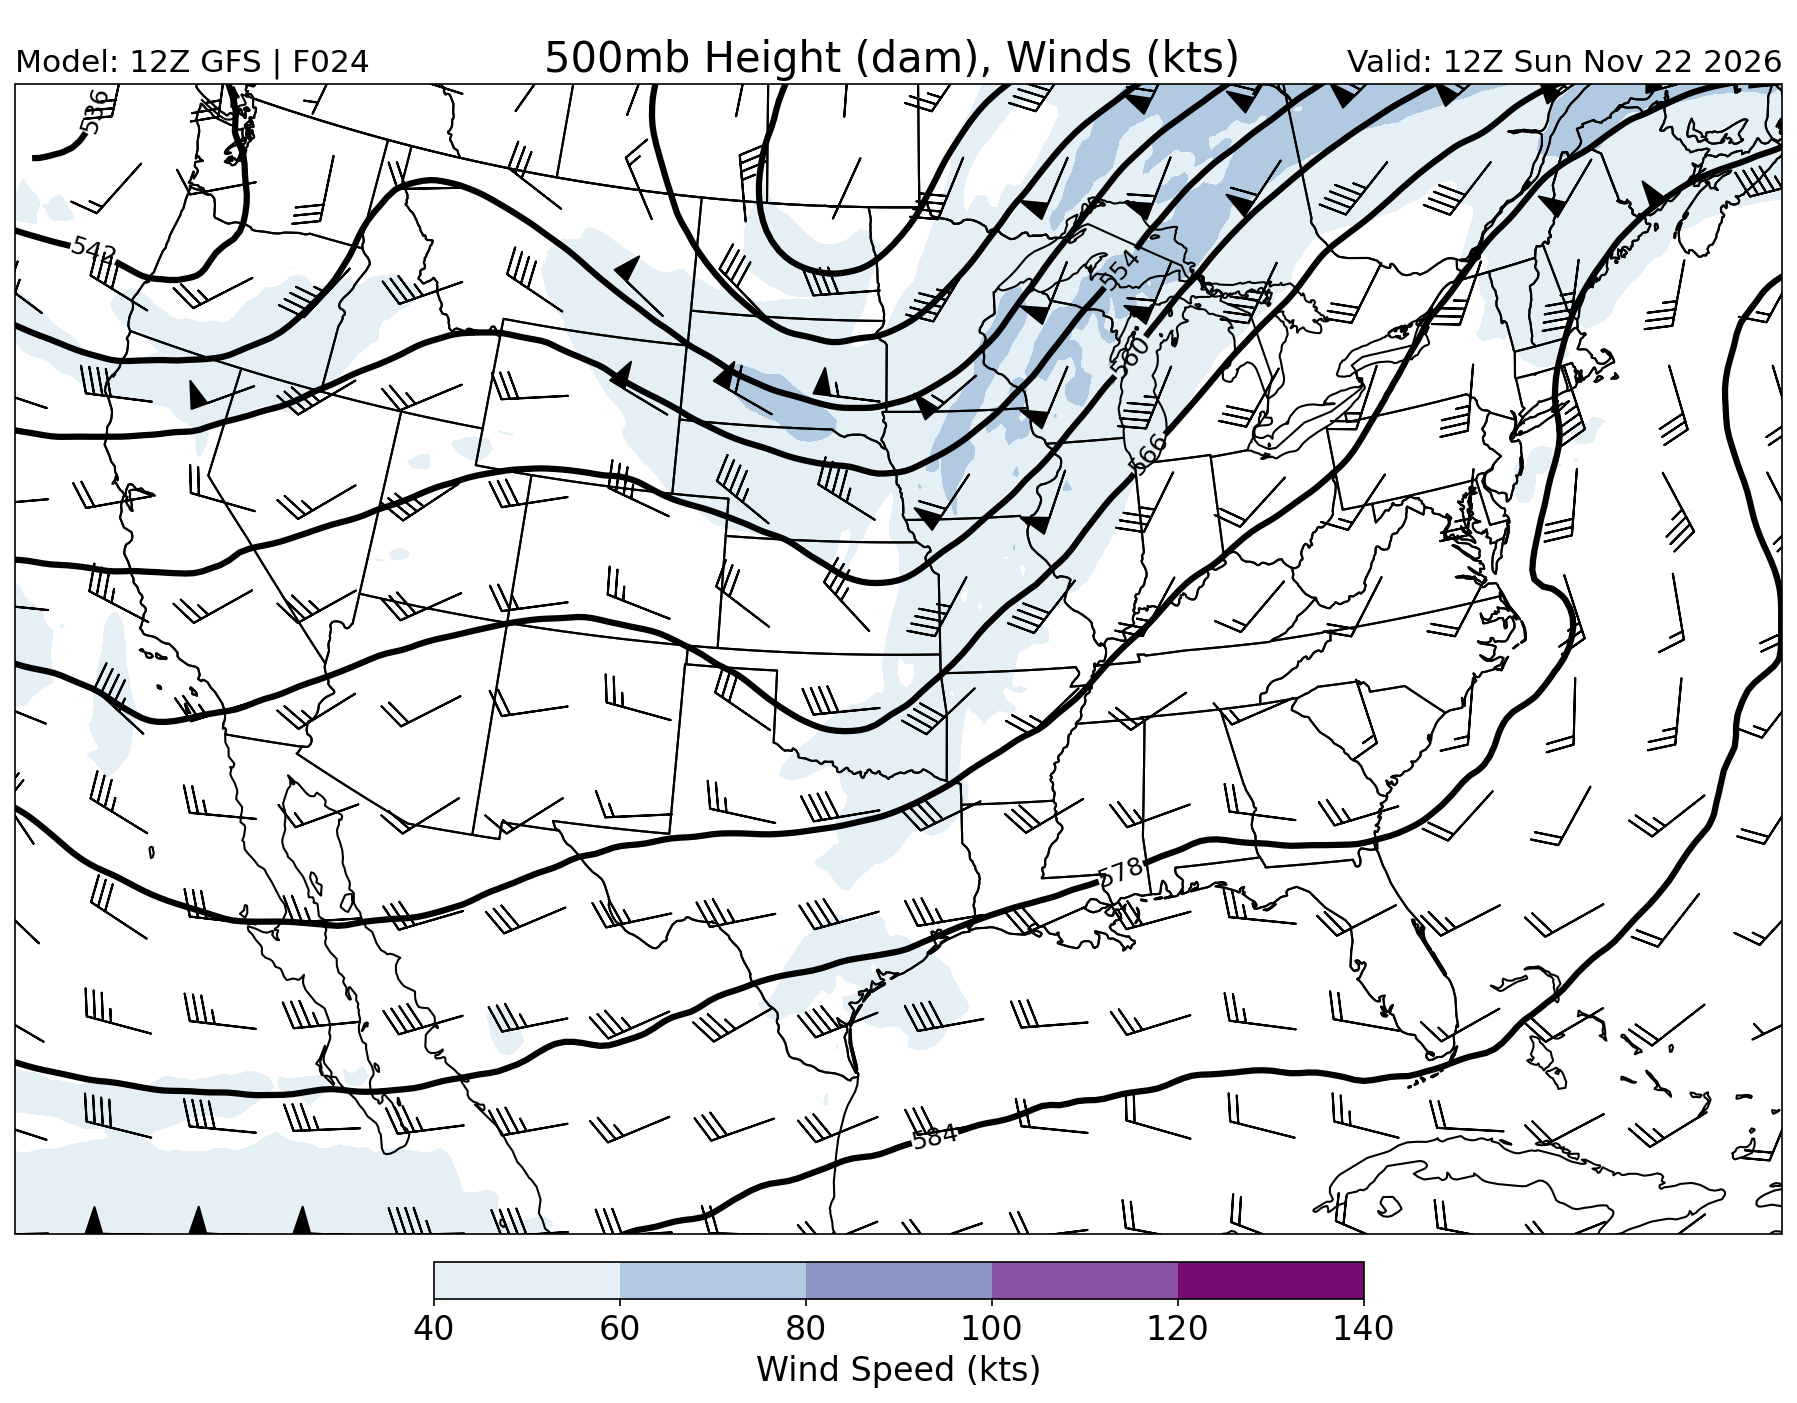 Model: 12Z GFS | F024
500mb Height (dam), Winds (kts)
Valid: 12Z Sun Nov 22 2026
536
542
554
560
566
578
584
40 60 80 100 120 140
Wind Speed (kts)